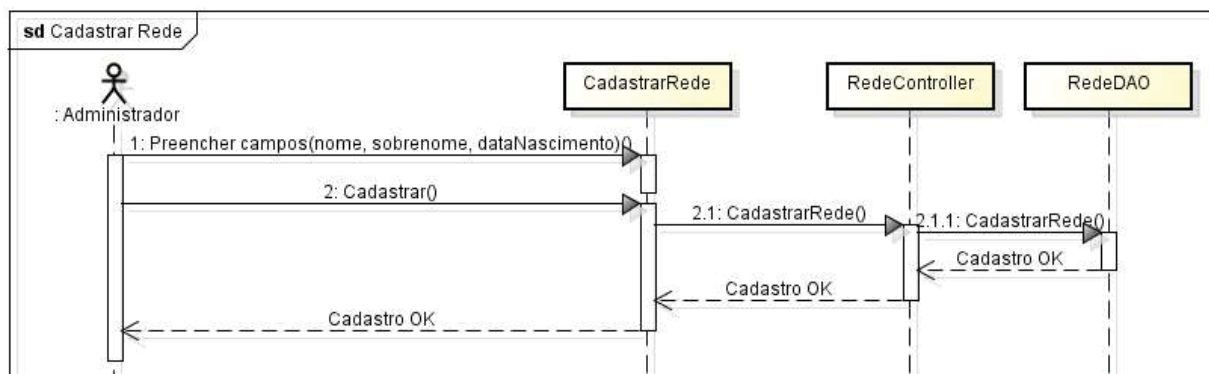 sd Cadastrar Rede
: Administrador
CadastrarRede
RedeController
RedeDAO
1: Preencher campos(nome, sobrenome, dataNascimento)()
2: Cadastrar()
2.1: CadastrarRede()
2.1.1: CadastrarRede()
Cadastro OK
Cadastro OK
Cadastro OK